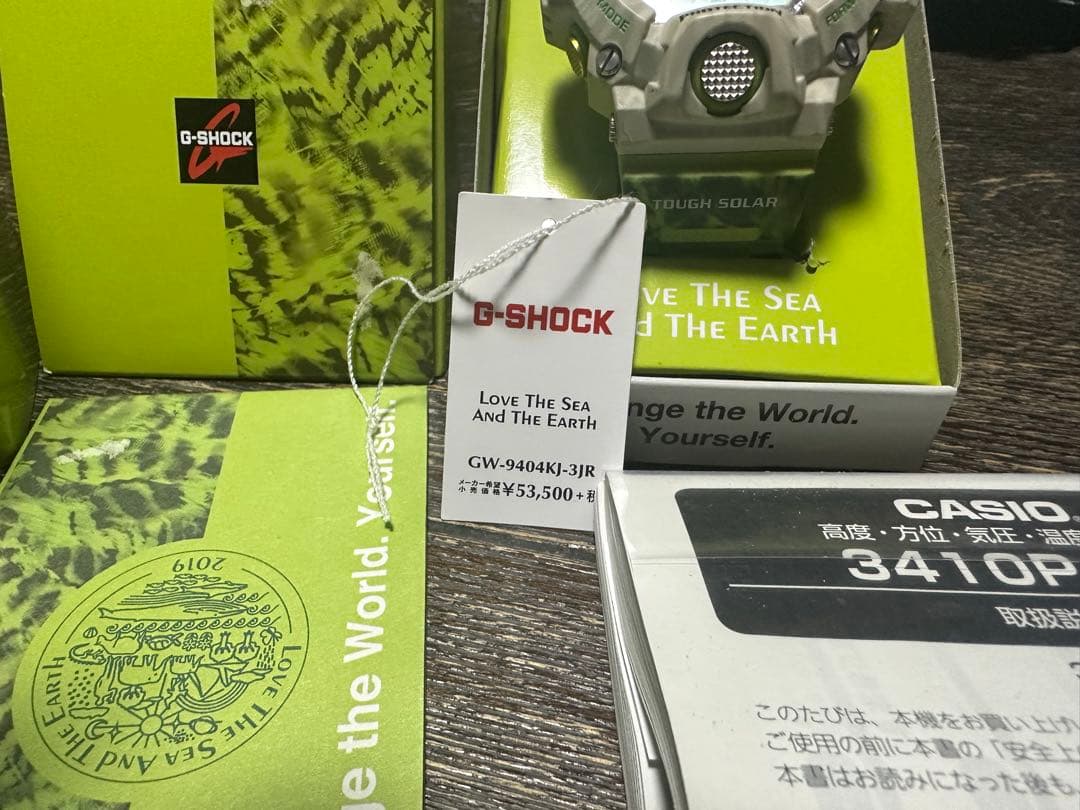 G-SHOCK
MODE
PROTECTION
TOUGH SOLAR
VE THE SEA
THE EARTH
nge the World.
Yourself.
G-SHOCK
LOVE THE SEA
AND THE EARTH
GW-9404KJ-3JR
メーカー希望
小売価格 ¥53,500+税
CASIO
高度・方位・気圧・温度
3410
取扱説
このたびは、本機をお買い上げ
ご使用の前に本書の「安全上
本書はお読みになった後も、
ge the World. Yourself.
2019
LOVE THE SEA AND THE EARTH